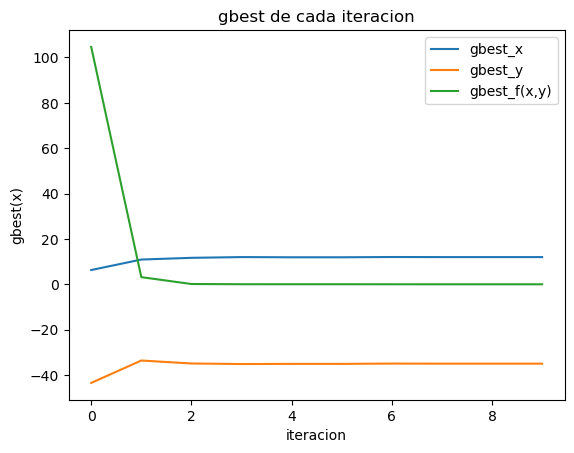 gbest de cada iteracion
gbest_x
gbest_y
gbest_f(x,y)
gbest(x)
100
80
60
40
20
0
−20
−40
0 2 4 6 8
iteracion